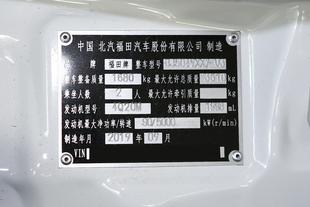 中国 北汽福田汽车股份有限公司 制造
品 牌 福田牌 整车型号
整车整备质量 1880 kg 最大允许总质量 3510 kg
乘坐人数 2 人 最大允许牵引质量 kg
发动机型号 4Q20M 发动机排量 mL
发动机最大净功率/转速 90/5000 kW(r/min)
制造年月 2019 年 09 月
VIN